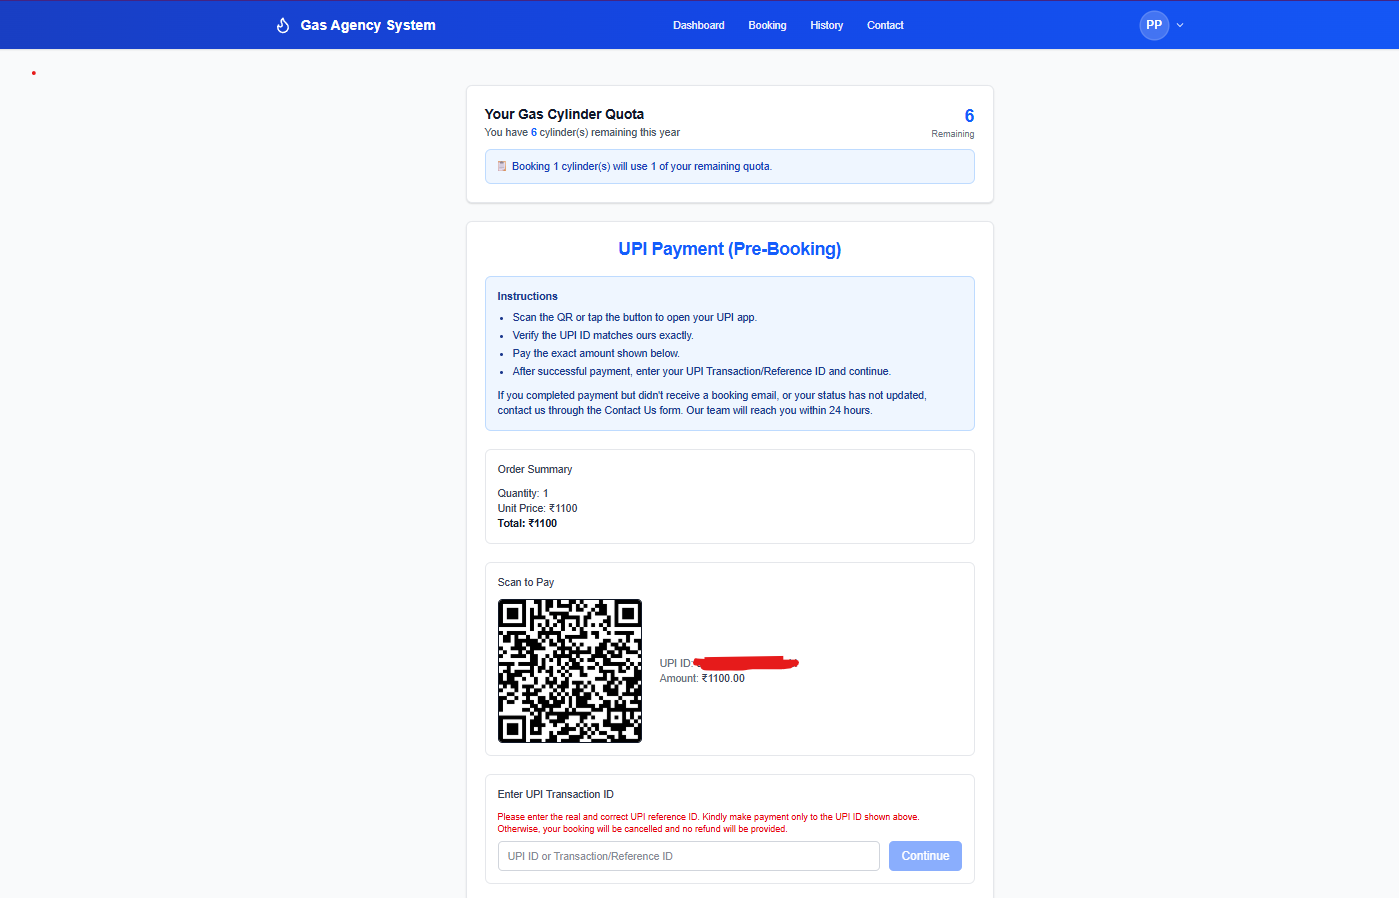 Gas Agency System
Dashboard
Booking
History
Contact
PP
Your Gas Cylinder Quota
6
You have 6 cylinder(s) remaining this year
Remaining
Booking 1 cylinder(s) will use 1 of your remaining quota.
UPI Payment (Pre-Booking)
Instructions
• Scan the QR or tap the button to open your UPI app.
• Verify the UPI ID matches ours exactly.
• Pay the exact amount shown below.
• After successful payment, enter your UPI Transaction/Reference ID and continue.
If you completed payment but didn't receive a booking email, or your status has not updated,
contact us through the Contact Us form. Our team will reach you within 24 hours.
Order Summary
Quantity: 1
Unit Price: ₹1100
Total: ₹1100
Scan to Pay
UPI ID:
Amount: ₹1100.00
Enter UPI Transaction ID
Please enter the real and correct UPI reference ID. Kindly make payment only to the UPI ID shown above.
Otherwise, your booking will be cancelled and no refund will be provided.
UPI ID or Transaction/Reference ID
Continue